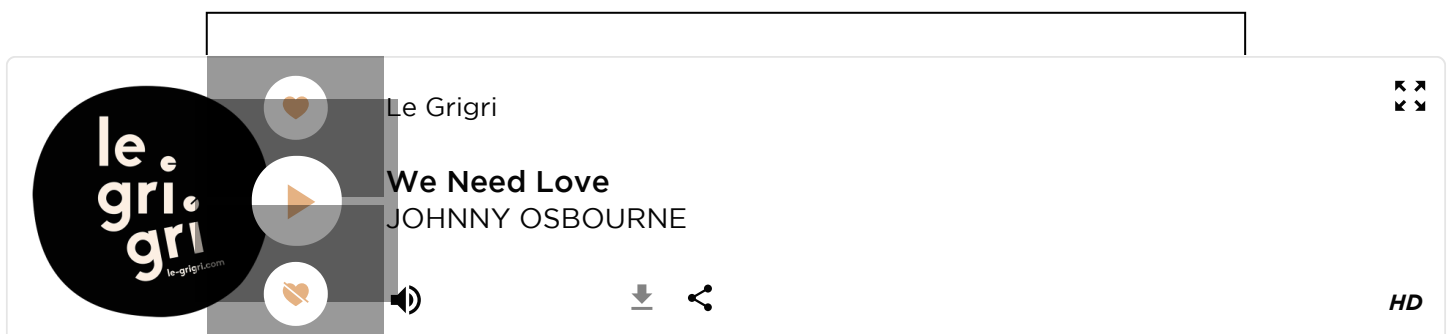 le
gri
gri
le-grigri.com
Le Grigri
We Need Love
JOHNNY OSBOURNE
HD